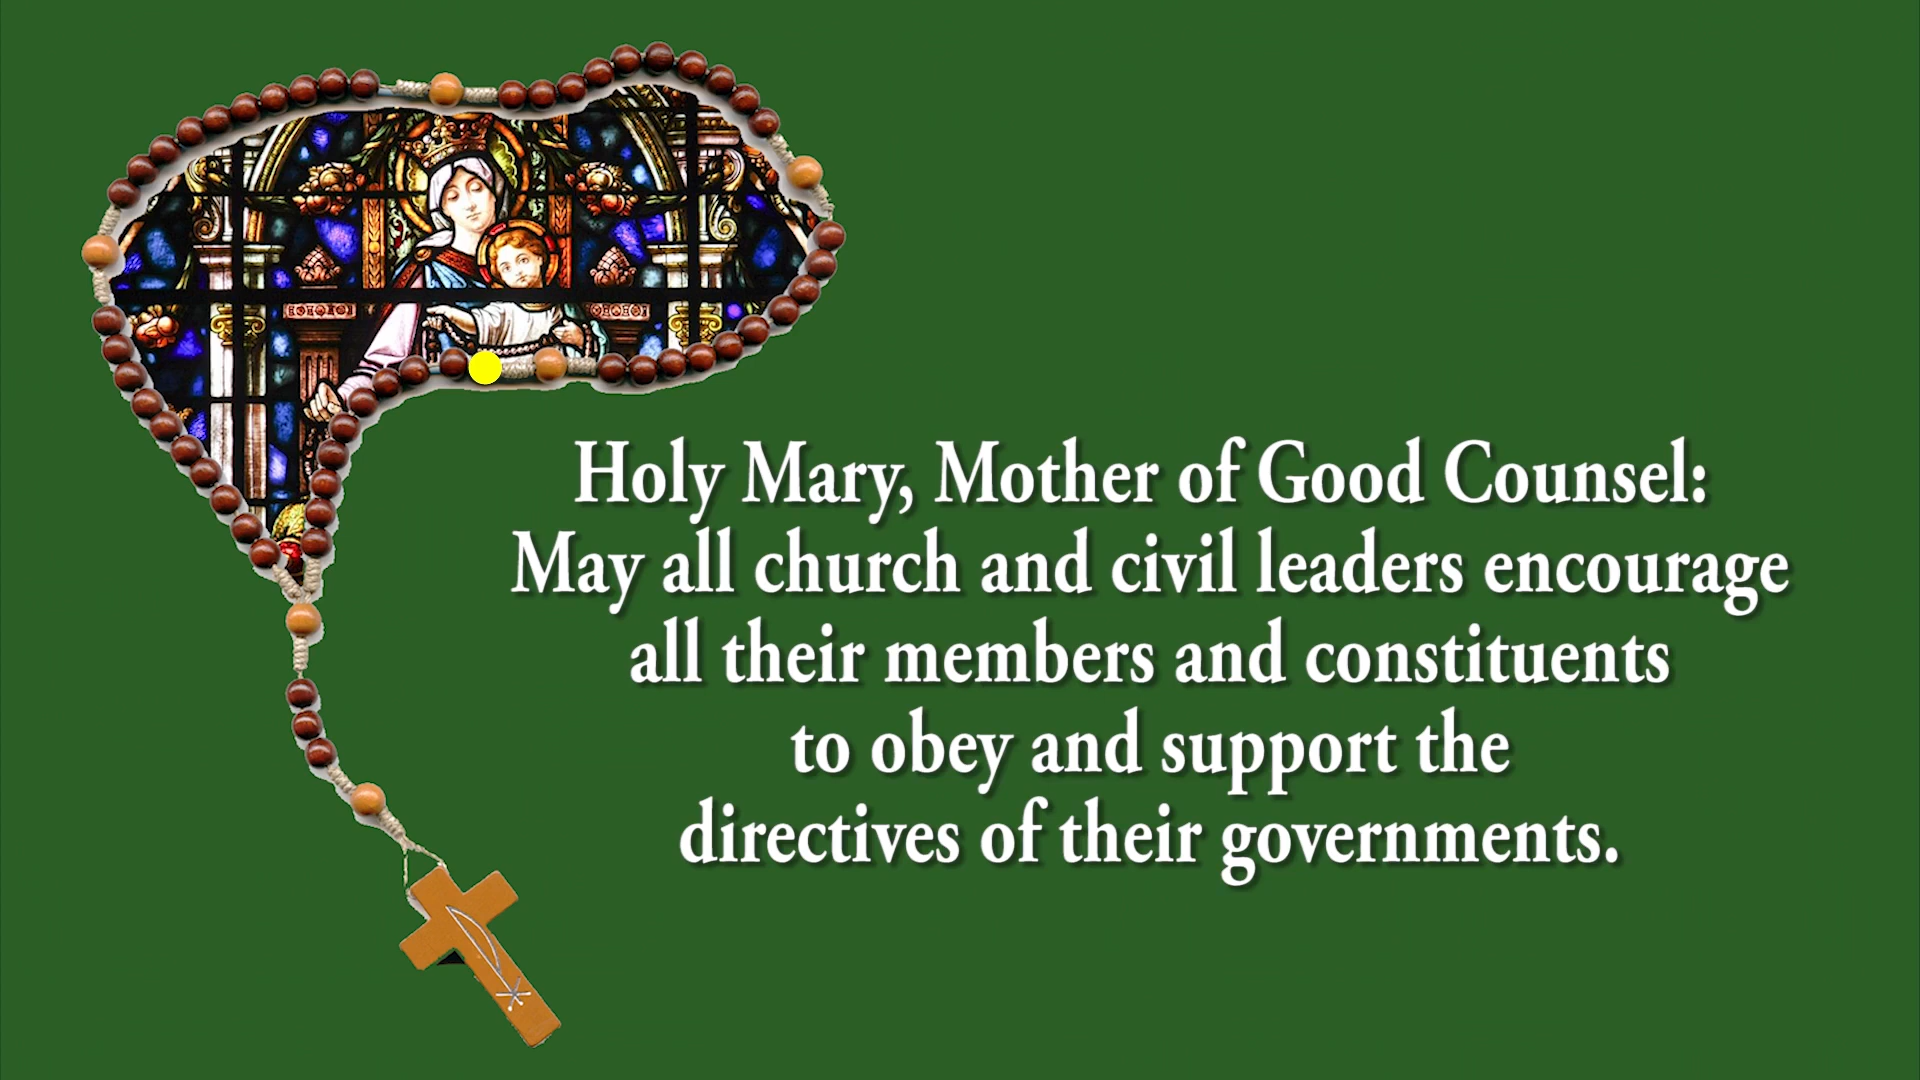 Holy Mary, Mother of Good Counsel:
May all church and civil leaders encourage
all their members and constituents
to obey and support the
directives of their governments.